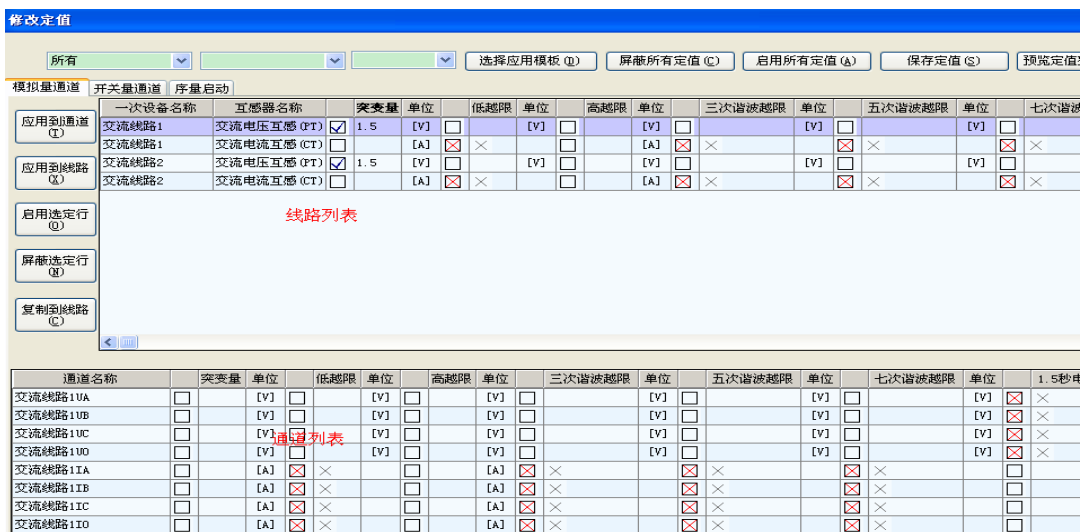 修改定值
所有 选择应用模板(D) 屏蔽所有定值(C) 启用所有定值(A) 保存定值(S) 预览定值
模拟量通道 开关量通道 序量启动
一次设备名称 互感器名称 突变量 单位 低越限 单位 高越限 单位 三次谐波越限 单位 五次谐波越限 单位 七次谐波
交流线路1 交流电压互感(PT) 1.5 [V] [V] [V] [V] [V]
交流线路1 交流电流互感(CT) [A] × [A] × × ×
交流线路2 交流电压互感(PT) 1.5 [V] [V] [V] [V] [V]
交流线路2 交流电流互感(CT) [A] × [A] × × ×
应用到通道(T)
应用到线路(X)
启用选定行(O)
屏蔽选定行(N)
复制到线路(C)
线路列表
通道名称 突变量 单位 低越限 单位 高越限 单位 三次谐波越限 单位 五次谐波越限 单位 七次谐波越限 单位 1.5秒
交流线路1UA [V] [V] [V] [V] [V] [V] ×
交流线路1UB [V] [V] [V] [V] [V] [V] ×
交流线路1UC [V] [V] [V] [V] [V] [V] ×
通道列表
交流线路1U0 [V] [V] [V] [V] [V] [V] ×
交流线路1IA [A] × [A] × × ×
交流线路1IB [A] × [A] × × ×
交流线路1IC [A] × [A] × × ×
交流线路1I0 [A] × [A] × × ×